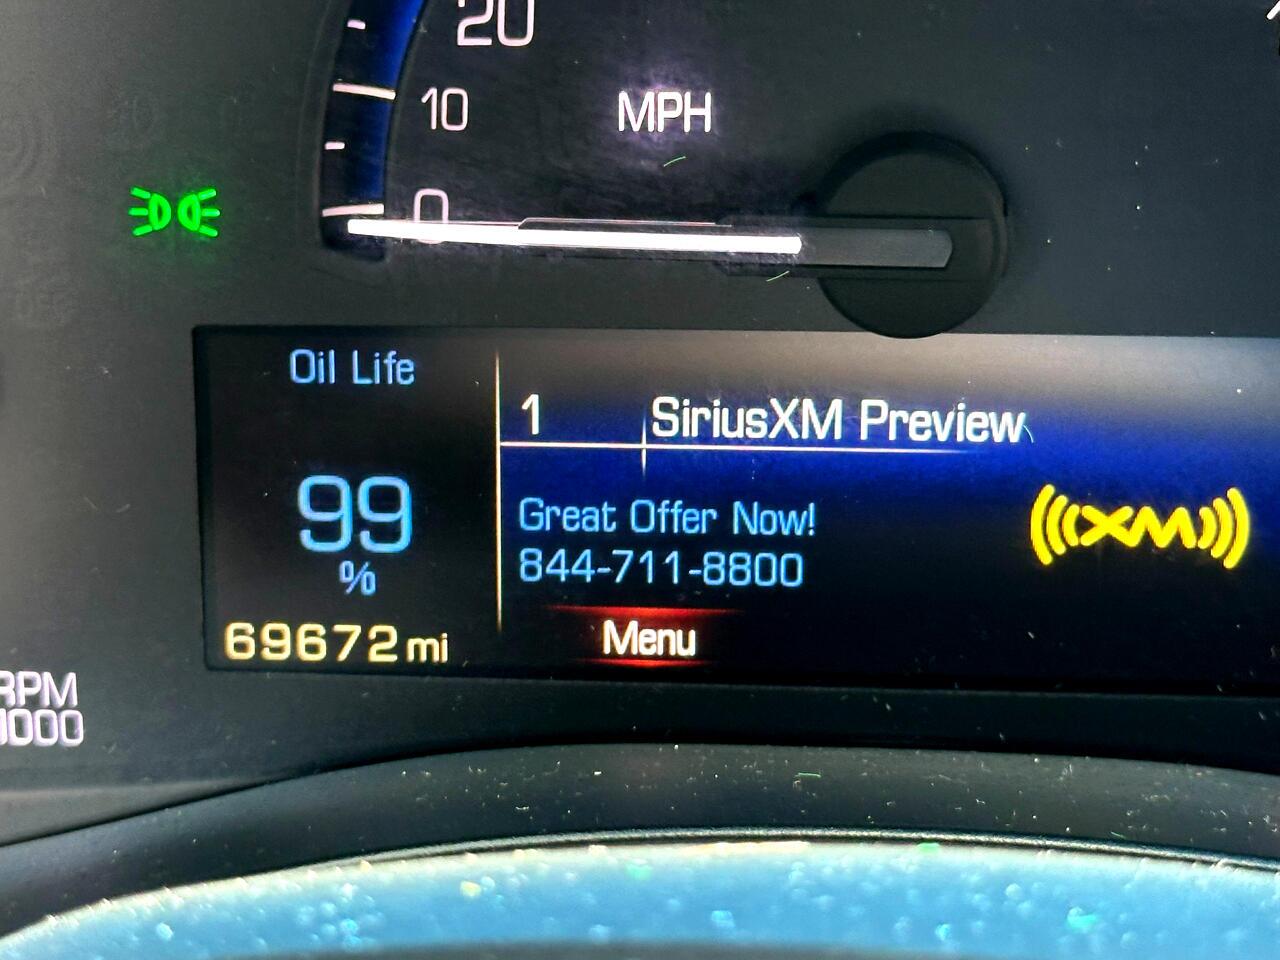 20
10
MPH
0
Oil Life
99
%
69672 mi
1 SiriusXM Preview
Great Offer Now!
844-711-8800
XM
Menu
RPM
1000